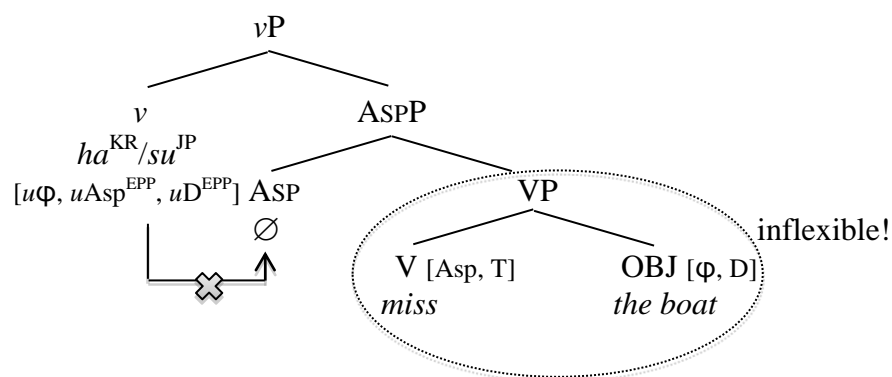 vP
v ASPP
ha^KR/su^JP
[uφ, uAsp^EPP, uD^EPP] ASP VP
∅ inflexible!
V [Asp, T] OBJ [φ, D]
miss the boat